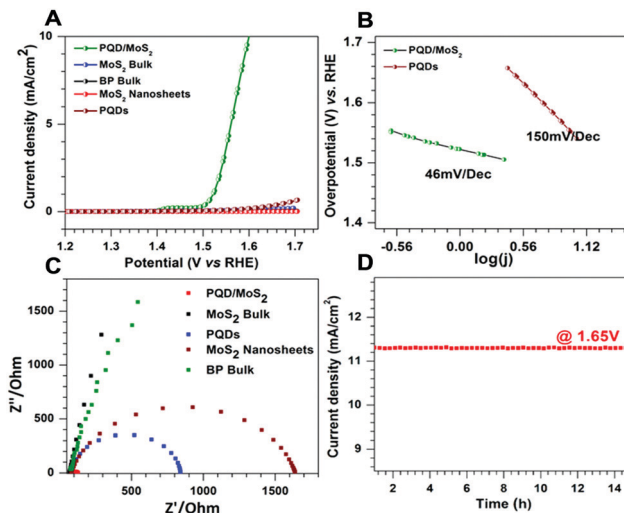 A
Current density (mA/cm²)
10
5
0
PQD/MoS₂
MoS₂ Bulk
BP Bulk
MoS₂ Nanosheets
PQDs
1.2 1.3 1.4 1.5 1.6 1.7
Potential (V vs RHE)
B
Overpotential (V) vs. RHE
1.7
1.6
1.5
1.4
PQD/MoS₂
PQDs
150mV/Dec
46mV/Dec
-0.56 0.00 0.56 1.12
log(j)
C
Z''/Ohm
1500
1000
500
0
PQD/MoS₂
MoS₂ Bulk
PQDs
MoS₂ Nanosheets
BP Bulk
500 1000 1500
Z'/Ohm
D
Current density (mA/cm²)
12
11
10
9
@ 1.65V
2 4 6 8 10 12 14
Time (h)